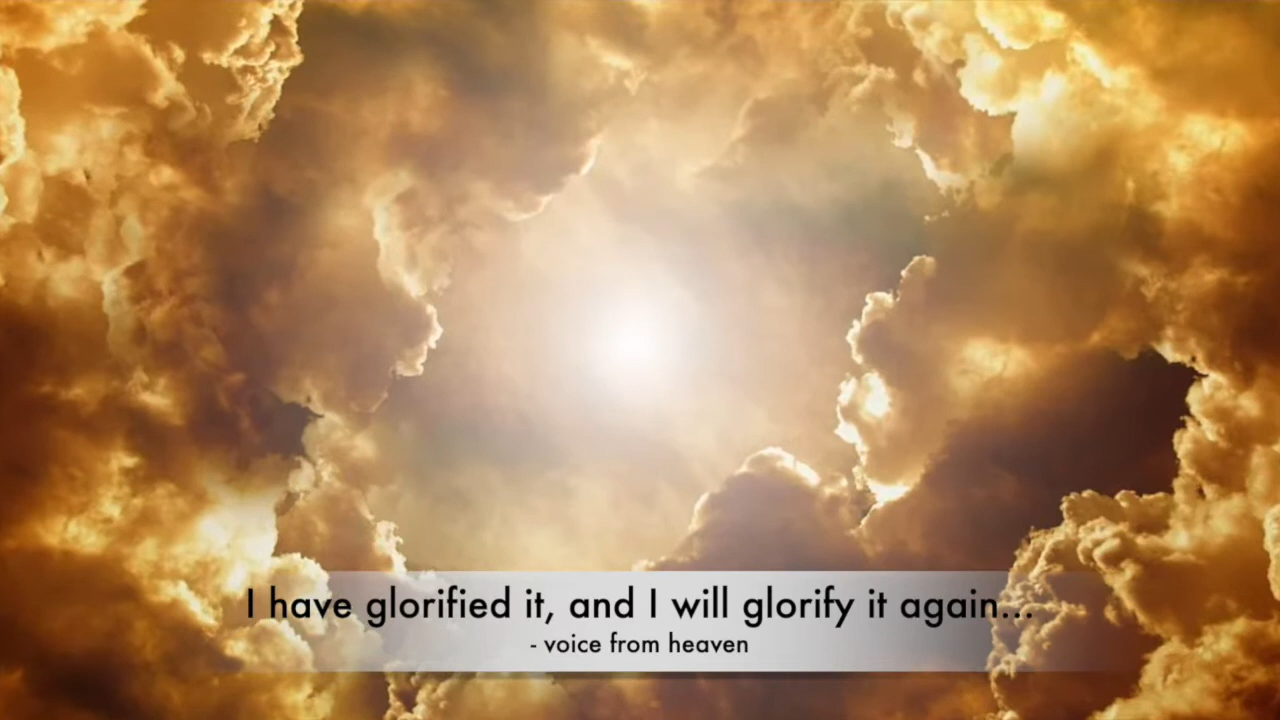 I have glorified it, and I will glorify it again...
- voice from heaven